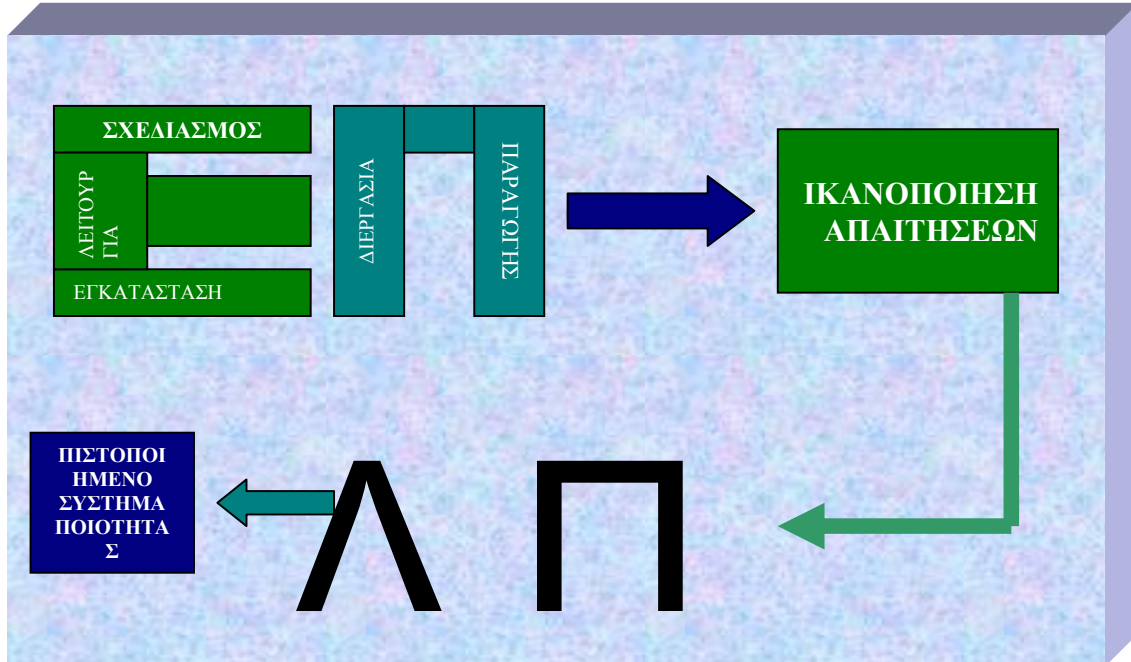 ΣΧΕΔΙΑΣΜΟΣ
ΛΕΙΤΟΥΡ
ΓΙΑ
ΕΓΚΑΤΑΣΤΑΣΗ
ΔΙΕΡΓΑΣΙΑ
ΠΑΡΑΓΩΓΗΣ
ΙΚΑΝΟΠΟΙΗΣΗ
ΑΠΑΙΤΗΣΕΩΝ
ΠΙΣΤΟΠΟΙ
ΗΜΕΝΟ
ΣΥΣΤΗΜΑ
ΠΟΙΟΤΗΤΑ
Σ
Λ Π